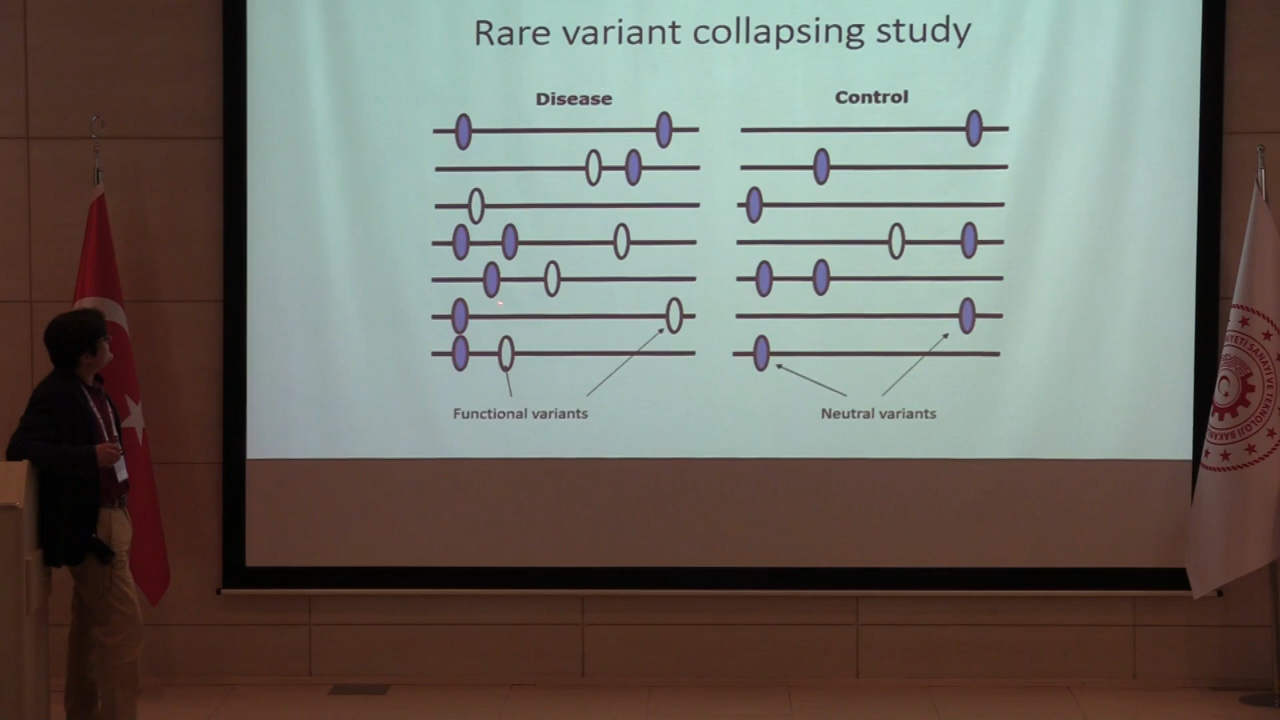 Rare variant collapsing study
Disease
Control
Functional variants
Neutral variants